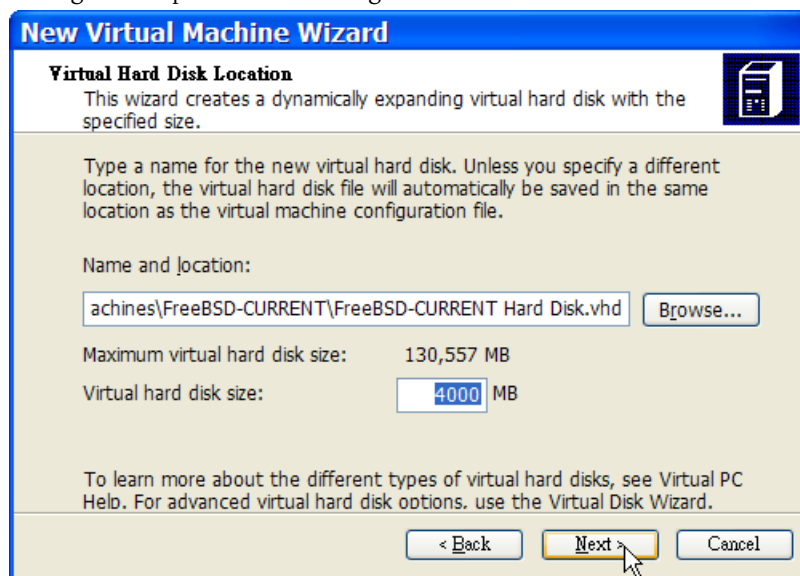 New Virtual Machine Wizard
Virtual Hard Disk Location
This wizard creates a dynamically expanding virtual hard disk with the
specified size.
Type a name for the new virtual hard disk. Unless you specify a different
location, the virtual hard disk file will automatically be saved in the same
location as the virtual machine configuration file.
Name and location:
achines\FreeBSD-CURRENT\FreeBSD-CURRENT Hard Disk.vhd Browse...
Maximum virtual hard disk size: 130,557 MB
Virtual hard disk size: 4000 MB
To learn more about the different types of virtual hard disks, see Virtual PC
Help. For advanced virtual hard disk options, use the Virtual Disk Wizard.
< Back Next > Cancel